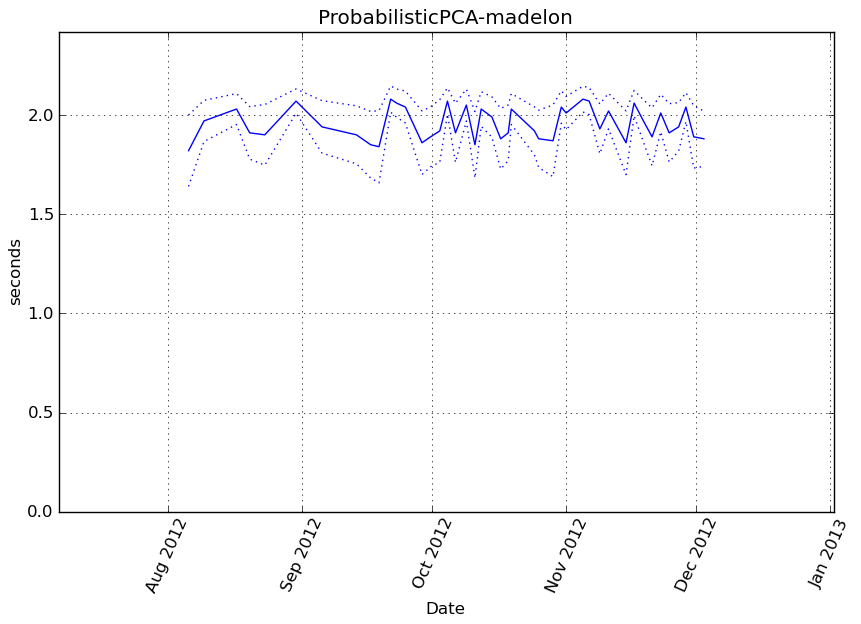 ProbabilisticPCA-madelon
2.0
1.5
1.0
0.5
0.0
seconds
Aug 2012
Sep 2012
Oct 2012
Nov 2012
Dec 2012
Jan 2013
Date